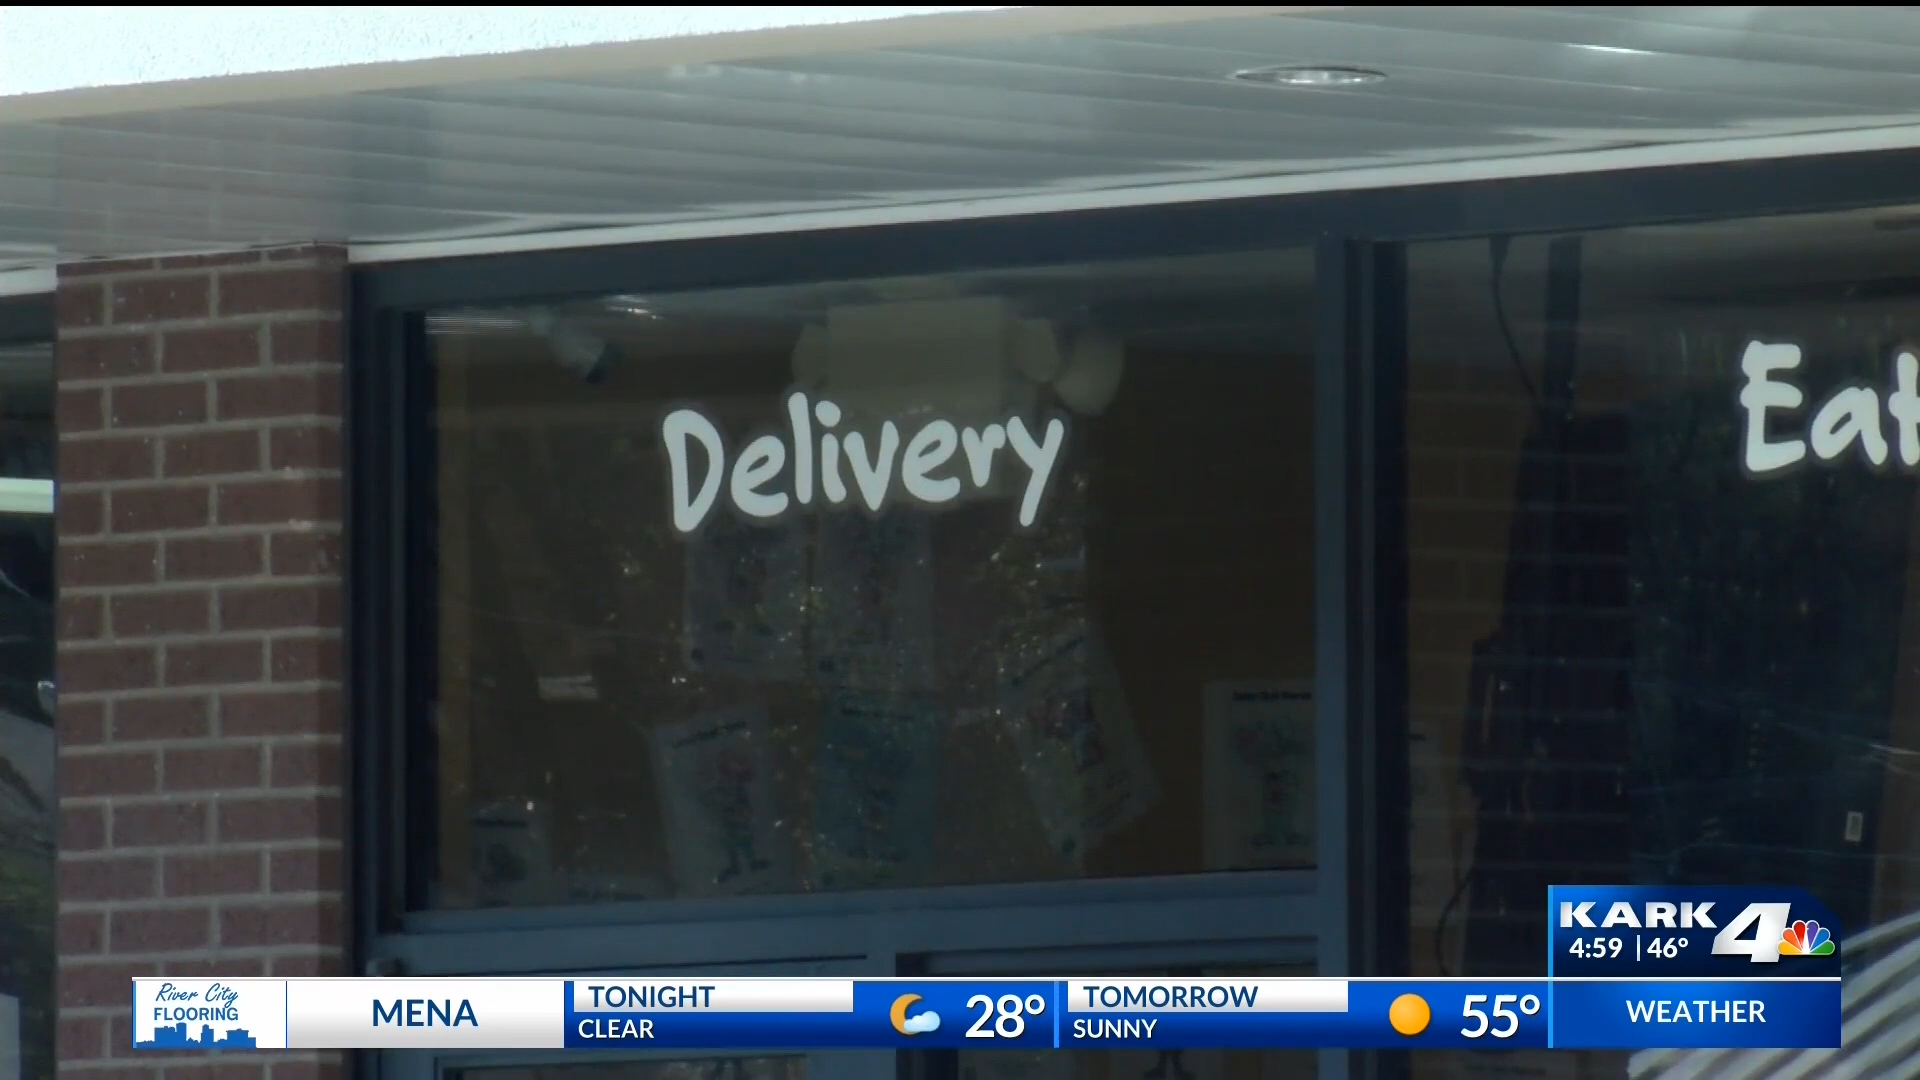 Delivery
Eat
KARK 4
4:59 | 46°
River City
FLOORING
MENA
TONIGHT
CLEAR
28°
TOMORROW
SUNNY
55°
WEATHER